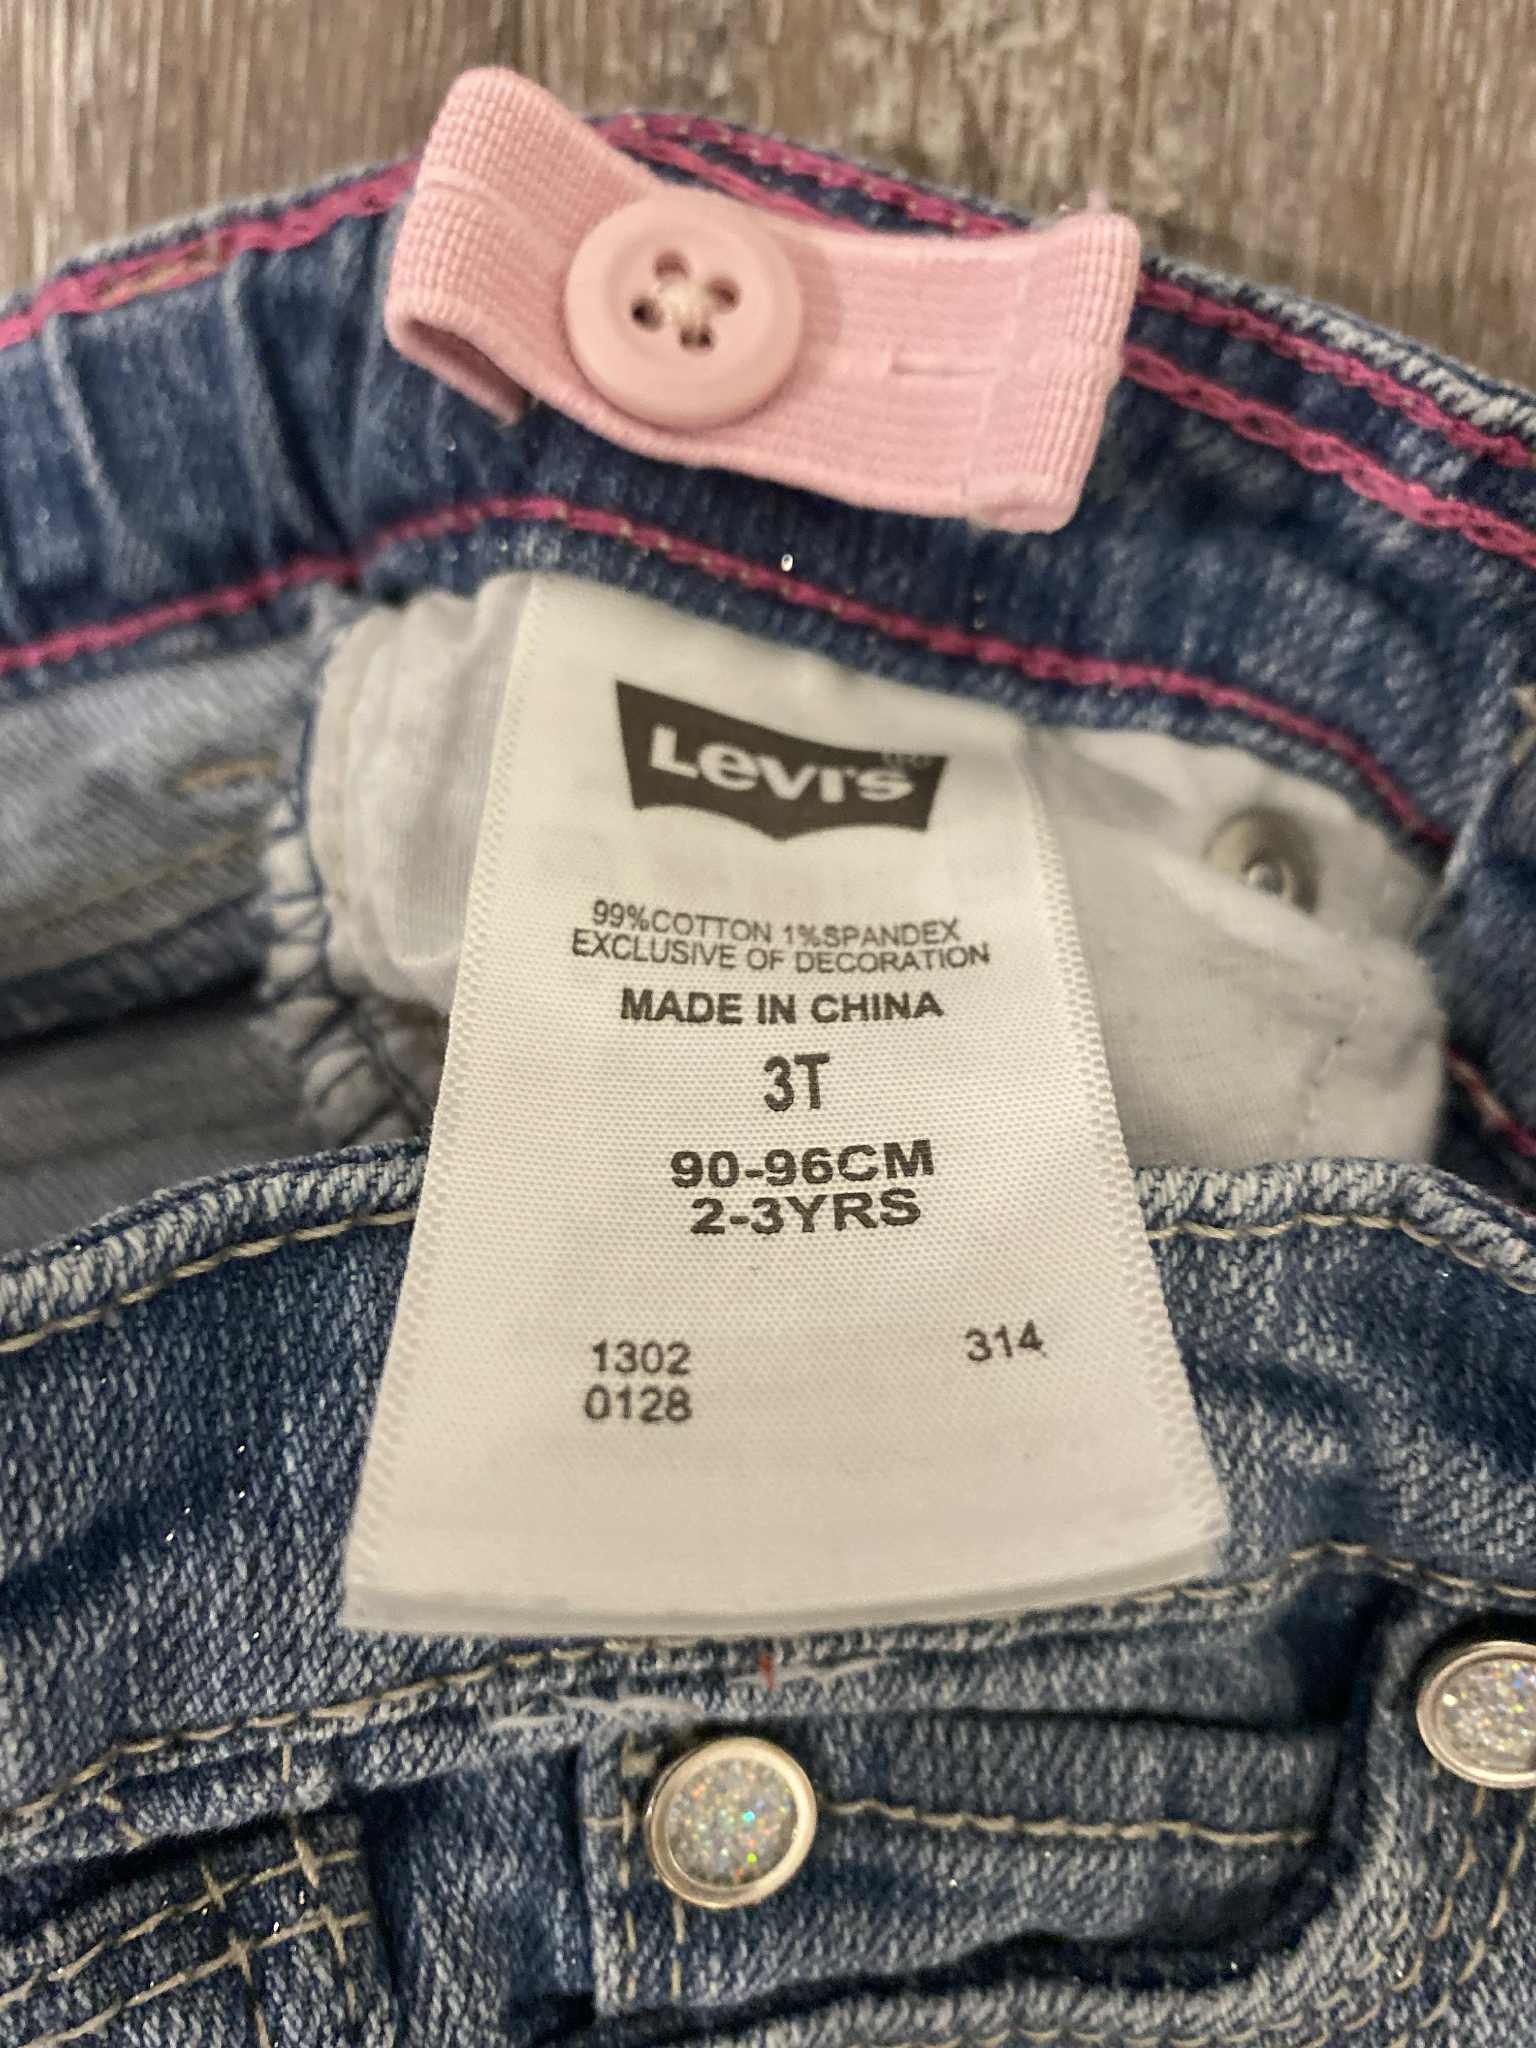 Levi's
99%COTTON 1%SPANDEX
EXCLUSIVE OF DECORATION
MADE IN CHINA
3T
90-96CM
2-3YRS
1302 314
0128